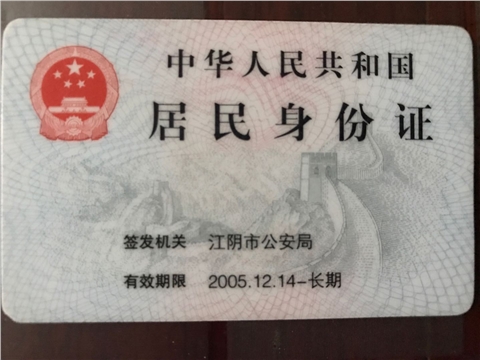 中华人民共和国
居民身份证
签发机关 江阴市公安局
有效期限 2005.12.14-长期